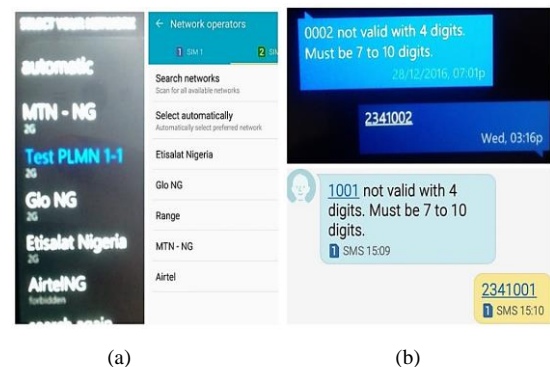 SELECT YOUR NETWORK
automatic
MTN - NG
2G
Test PLMN 1-1
2G
Glo NG
2G
Etisalat Nigeria
2G
AirtelNG
forbidden
search again
Network operators
1 SIM 1
2 SIM
Search networks
Scan for all available networks
Select automatically
Automatically select preferred network
Etisalat Nigeria
Glo NG
Range
MTN - NG
Airtel
(a)
0002 not valid with 4 digits.
Must be 7 to 10 digits.
28/12/2016, 07:01p
2341002
Wed, 03:16p
1001 not valid with 4
digits. Must be 7 to 10
digits.
1 SMS 15:09
2341001
1 SMS 15:10
(b)